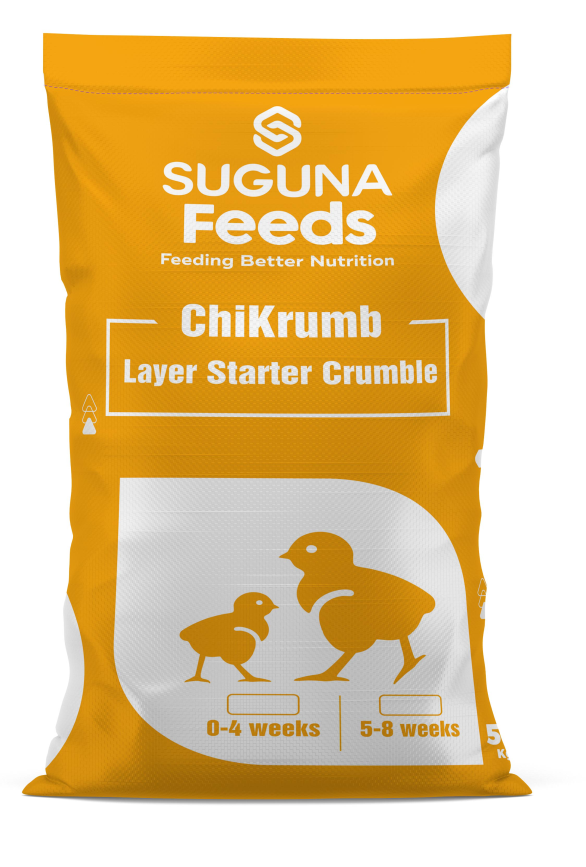 SUGUNA
Feeds
Feeding Better Nutrition
ChiKrumb
Layer Starter Crumble
0-4 weeks
5-8 weeks